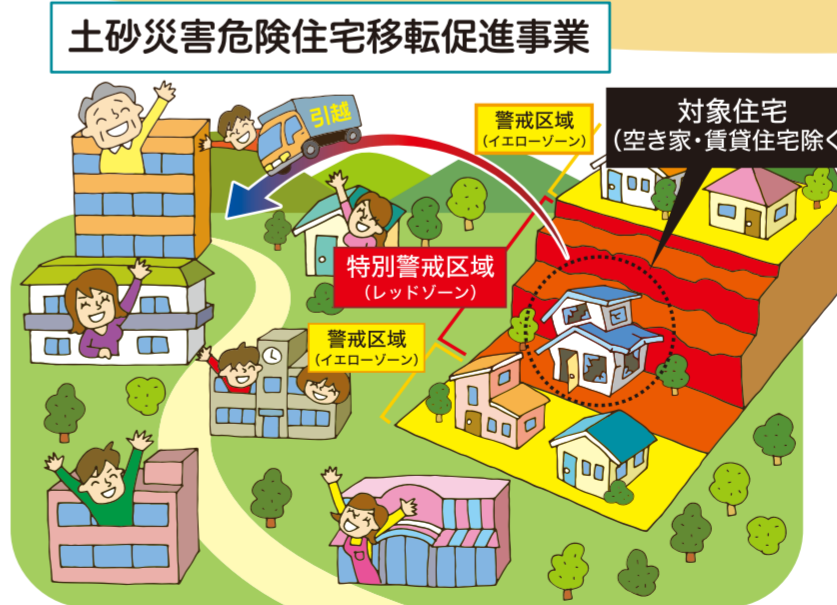 土砂災害危険住宅移転促進事業
引越
警戒区域
(イエローゾーン)
対象住宅
(空き家・賃貸住宅除く
特別警戒区域
(レッドゾーン)
警戒区域
(イエローゾーン)